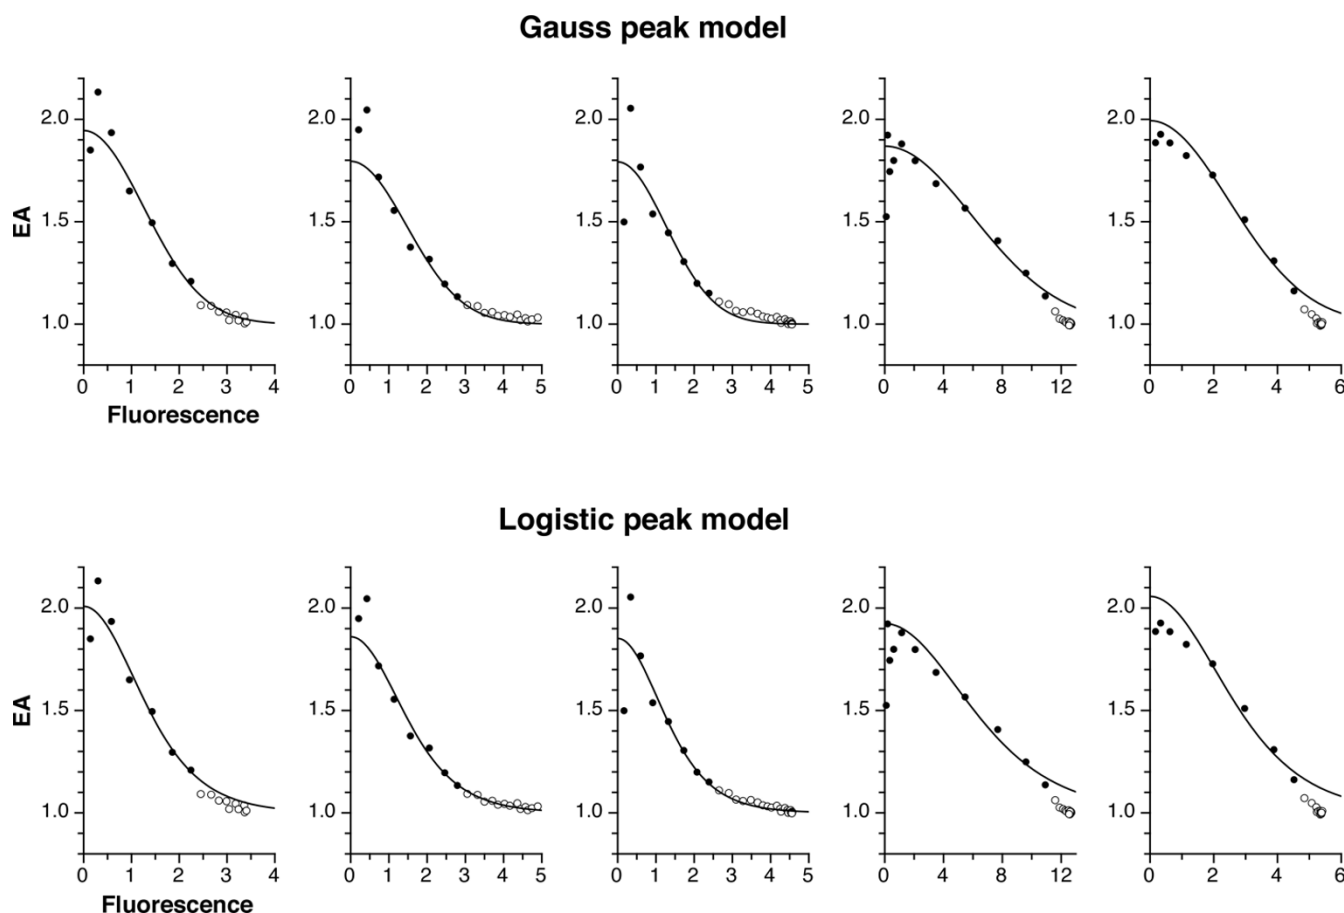 Gauss peak model
2.0 2.0 2.0 2.0 2.0
EA 1.5 1.5 1.5 1.5 1.5
1.0 1.0 1.0 1.0 1.0
0 1 2 3 4 0 1 2 3 4 5 0 1 2 3 4 5 0 4 8 12 0 2 4 6
Fluorescence
Logistic peak model
2.0 2.0 2.0 2.0 2.0
EA 1.5 1.5 1.5 1.5 1.5
1.0 1.0 1.0 1.0 1.0
0 1 2 3 4 0 1 2 3 4 5 0 1 2 3 4 5 0 4 8 12 0 2 4 6
Fluorescence